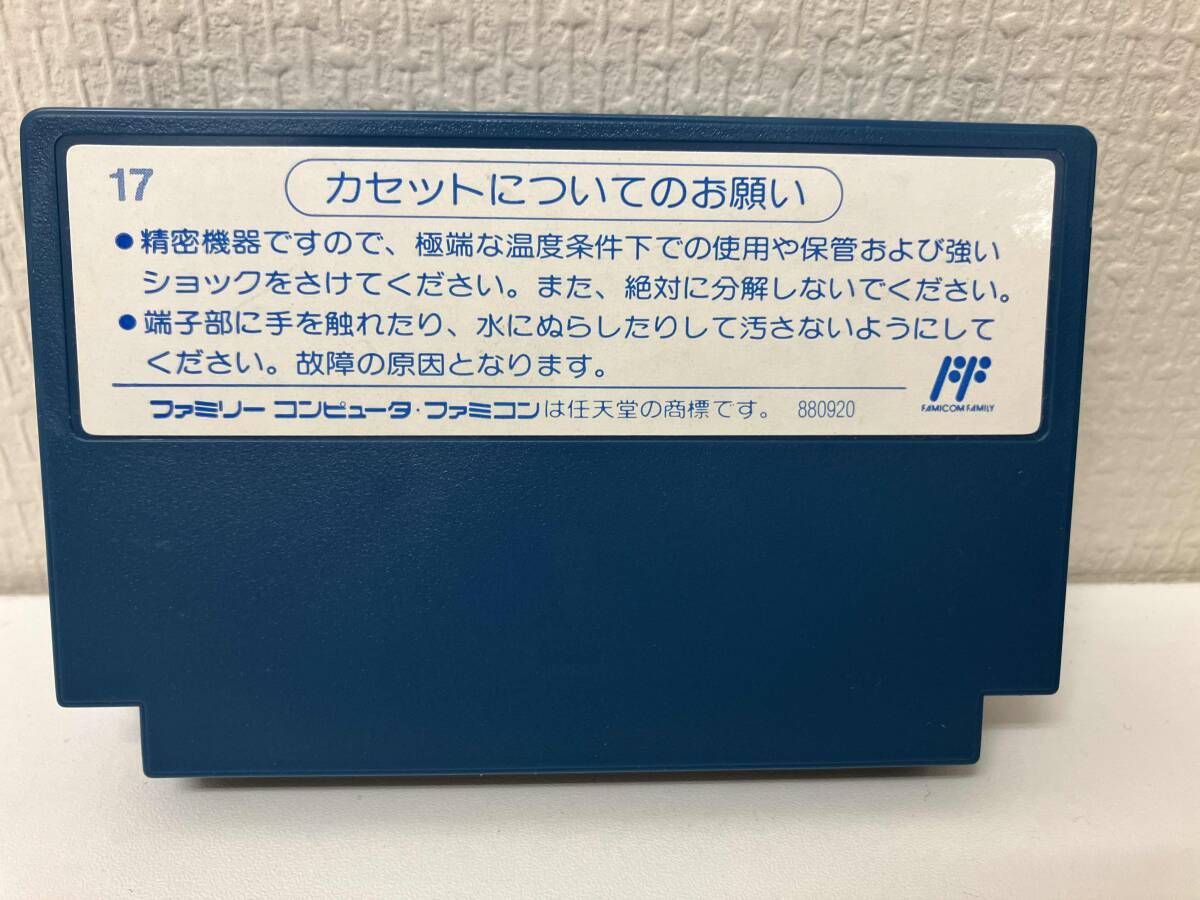 17
カセットについてのお願い
●精密機器ですので、極端な温度条件下での使用や保管および強い
ショックをさけてください。また、絶対に分解しないでください。
●端子部に手を触れたり、水にぬらしたりして汚さないようにして
ください。故障の原因となります。
FAMICOM FAMILY
ファミリー コンピュータ・ファミコンは任天堂の商標です。 880920